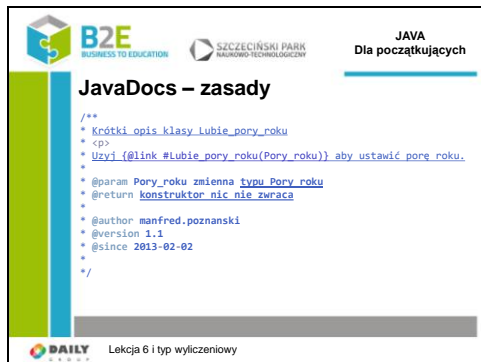 B2E
BUSINESS TO EDUCATION
SZCZECIŃSKI PARK
NAUKOWO-TECHNOLOGICZNY
JAVA
Dla początkujących
JavaDocs – zasady
/**
* Krótki opis klasy Lubie_pory_roku
* <p>
* Uzyj {@link #Lubie_pory_roku(Pory_roku)} aby ustawić porę roku.
*
* @param Pory_roku zmienna typu Pory_roku
* @return konstruktor nic nie zwraca
*
* @author manfred.poznanski
* @version 1.1
* @since 2013-02-02
*
*/
DAILY
GROUP
Lekcja 6 i typ wyliczeniowy